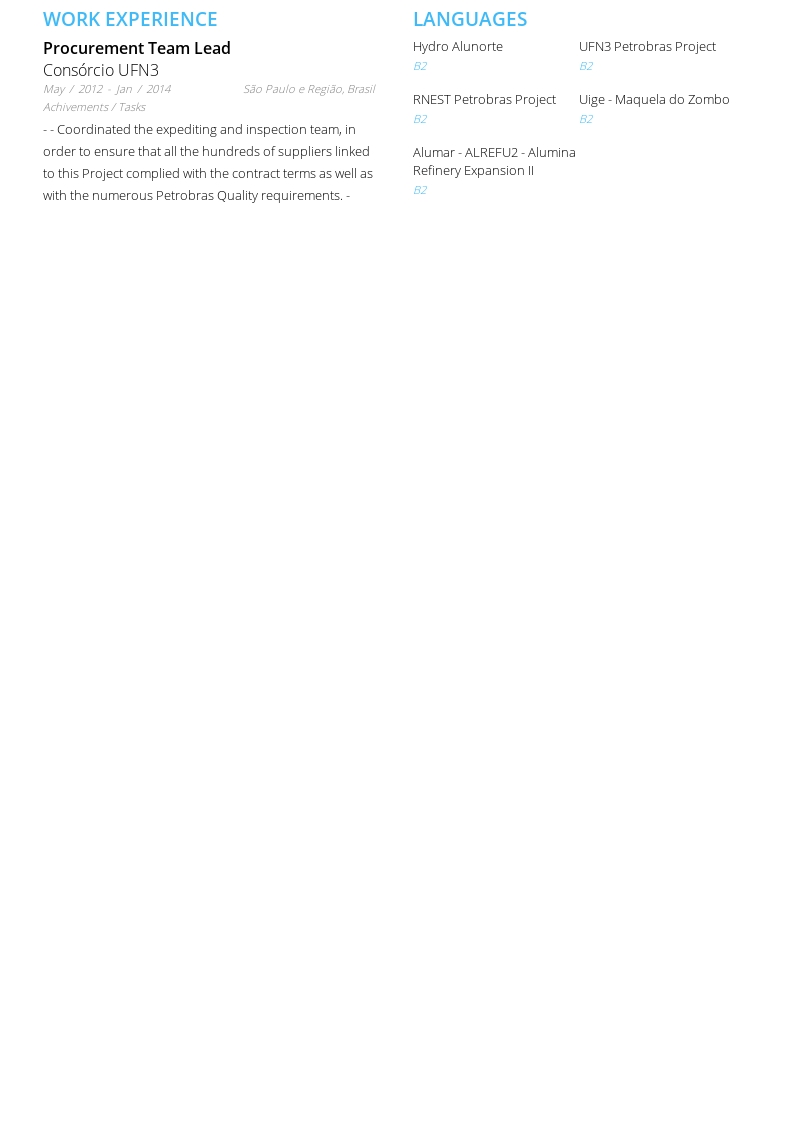 WORK EXPERIENCE
Procurement Team Lead
Consórcio UFN3
May / 2012 - Jan / 2014 São Paulo e Região, Brasil
Achivements / Tasks
- - Coordinated the expediting and inspection team, in
order to ensure that all the hundreds of suppliers linked
to this Project complied with the contract terms as well as
with the numerous Petrobras Quality requirements. -
LANGUAGES
Hydro Alunorte UFN3 Petrobras Project
B2 B2
RNEST Petrobras Project Uige - Maquela do Zombo
B2 B2
Alumar - ALREFU2 - Alumina
Refinery Expansion II
B2